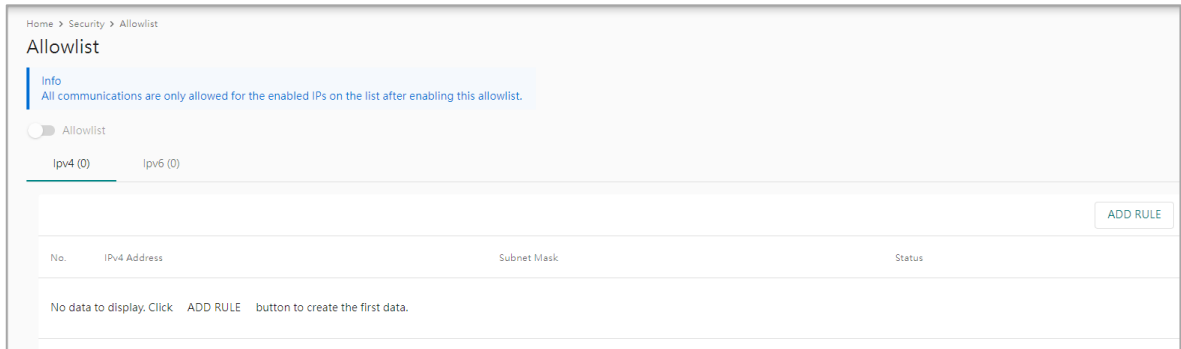 Home > Security > Allowlist
Allowlist
Info
All communications are only allowed for the enabled IPs on the list after enabling this allowlist.
Allowlist
Ipv4 (0) Ipv6 (0)
ADD RULE
No. IPv4 Address Subnet Mask Status
No data to display. Click ADD RULE button to create the first data.